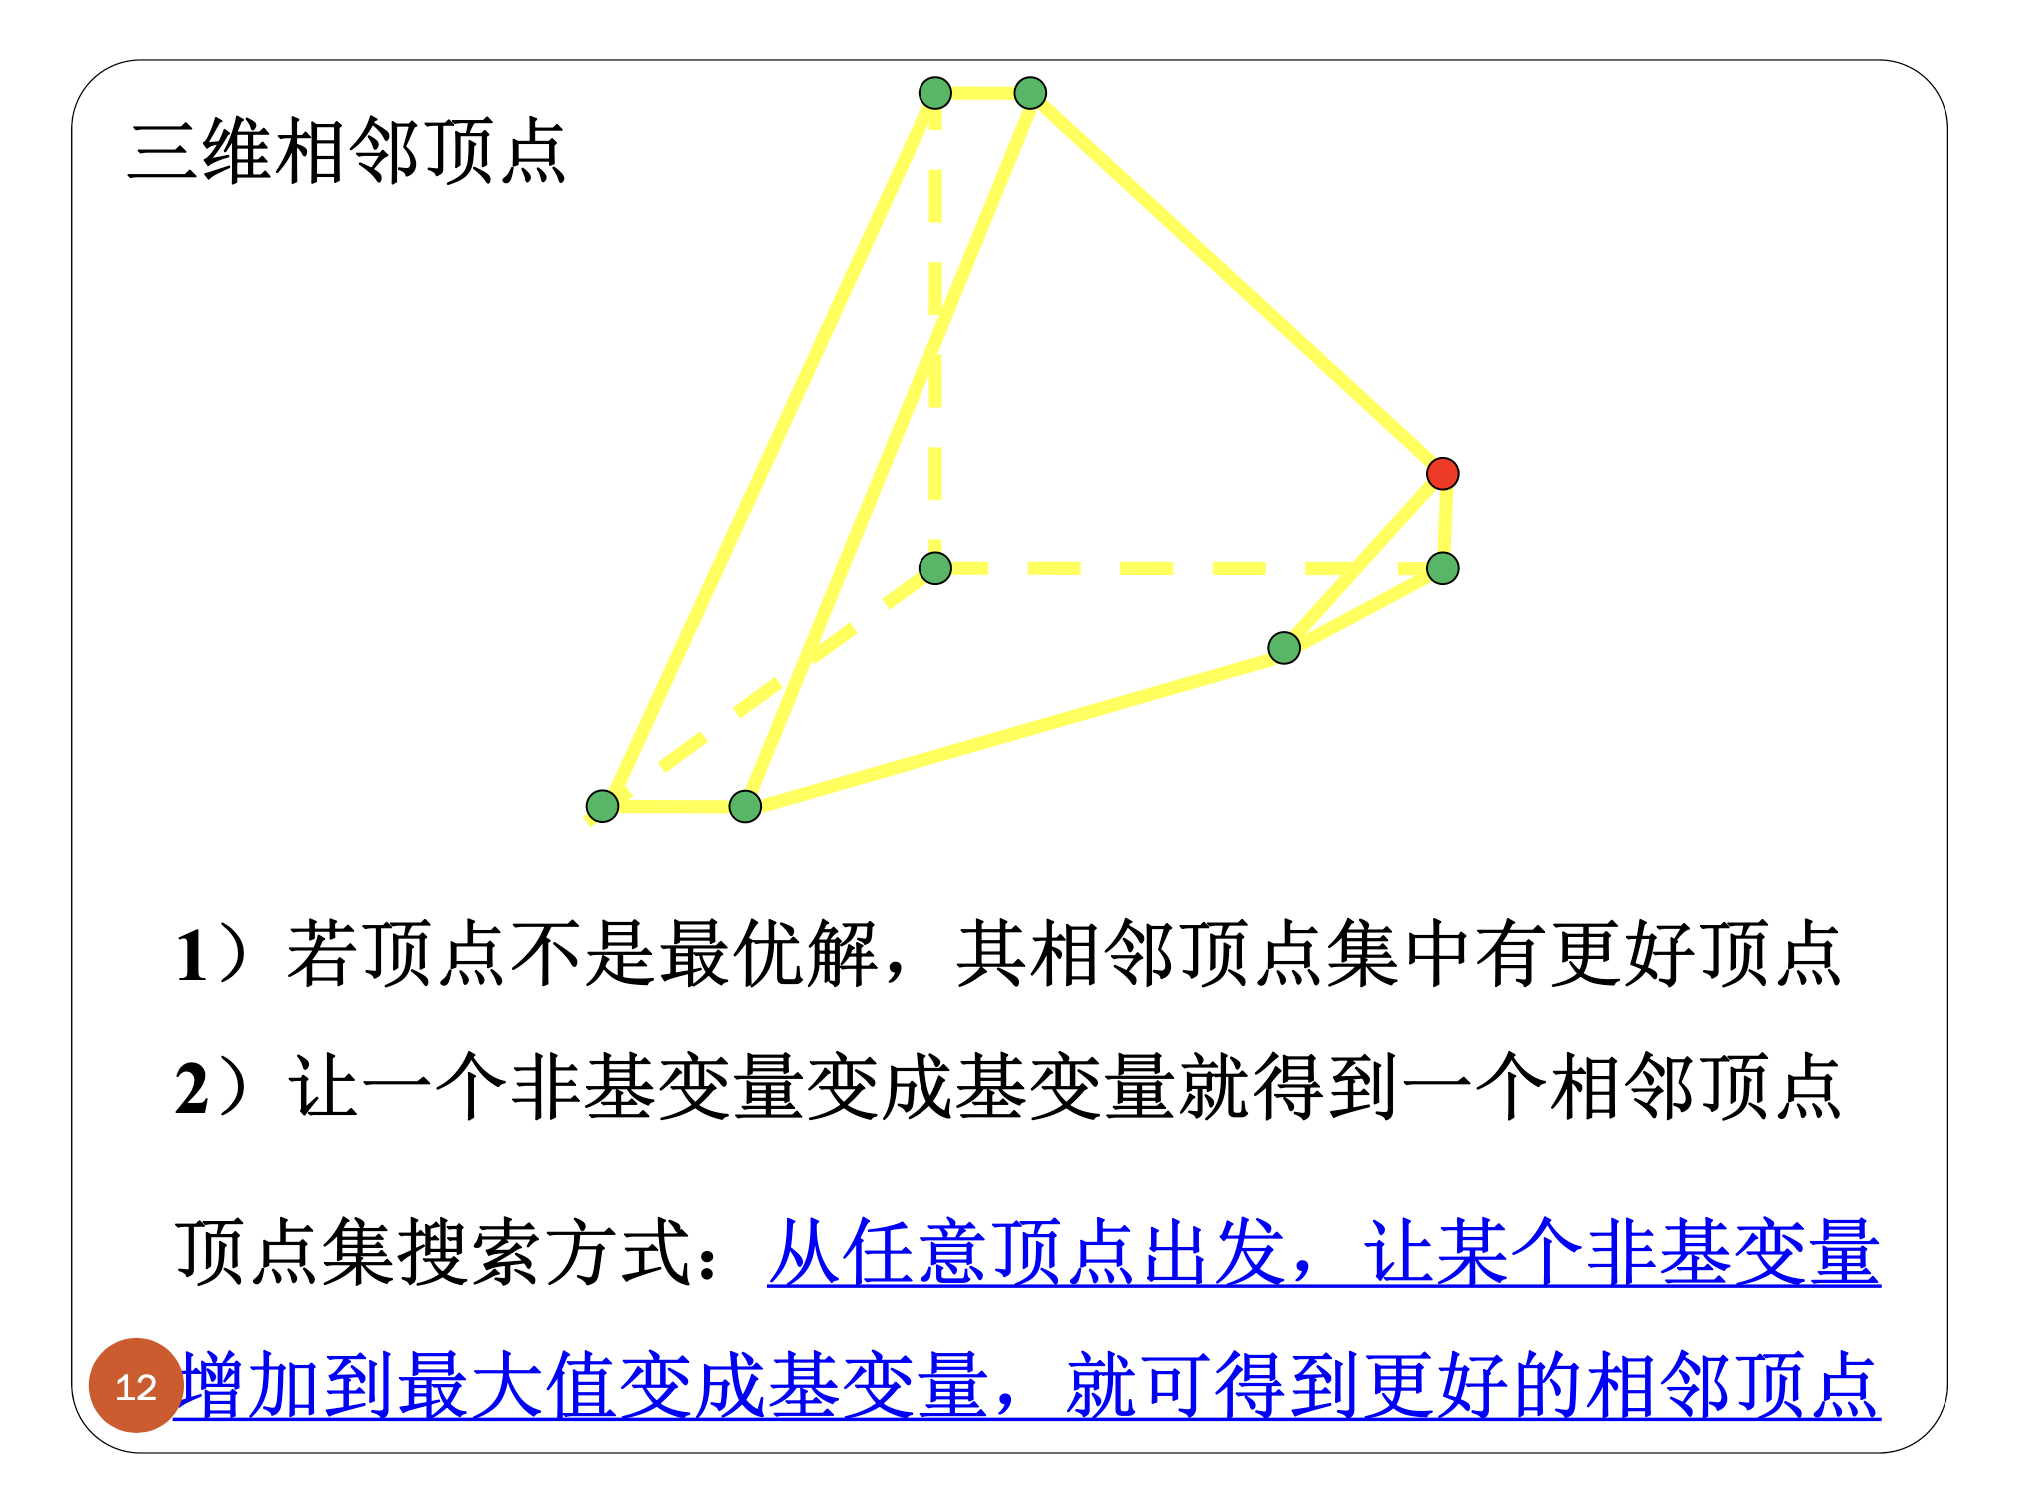 三维相邻顶点
1）若顶点不是最优解，其相邻顶点集中有更好顶点
2）让一个非基变量变成基变量就得到一个相邻顶点
顶点集搜索方式：从任意顶点出发，让某个非基变量
增加到最大值变成基变量，就可得到更好的相邻顶点
12